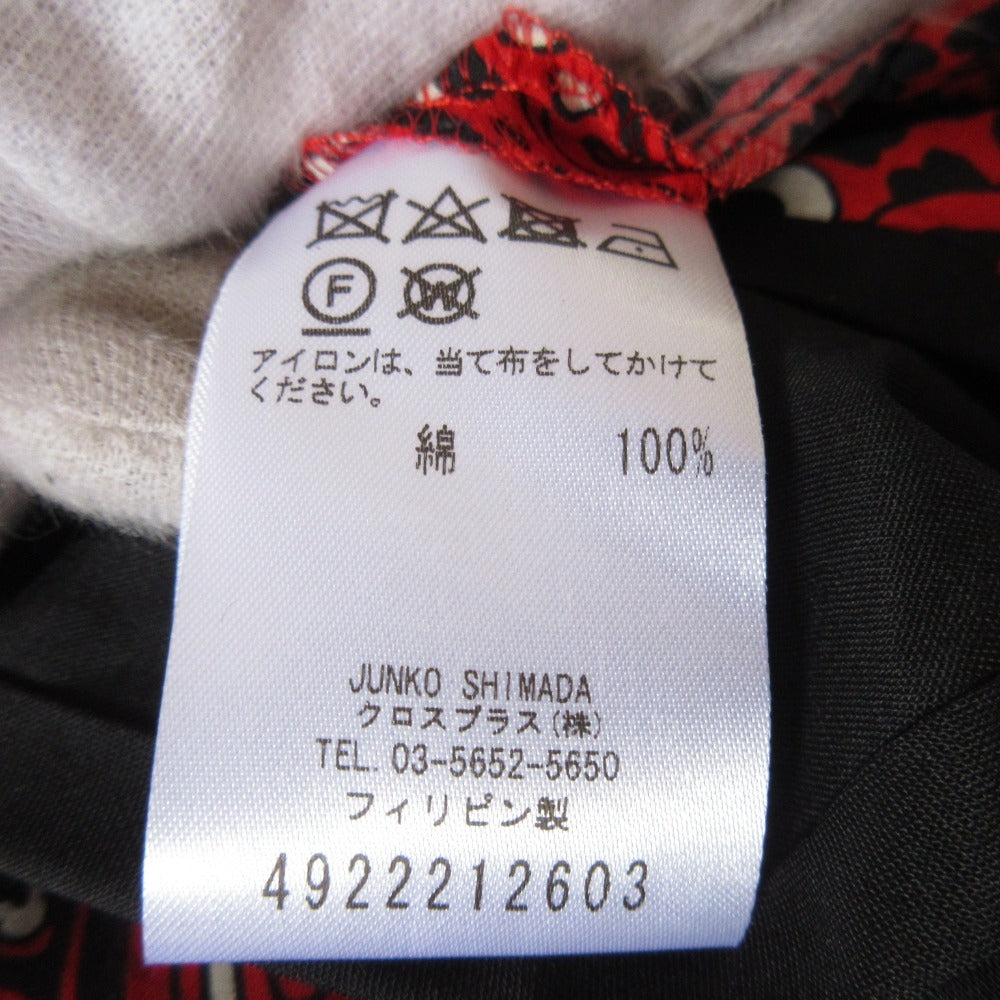 F W
アイロンは、当て布をしてかけて
ください。
綿 100%
JUNKO SHIMADA
クロスプラス(株)
TEL. 03-5652-5650
フィリピン製
4922212603